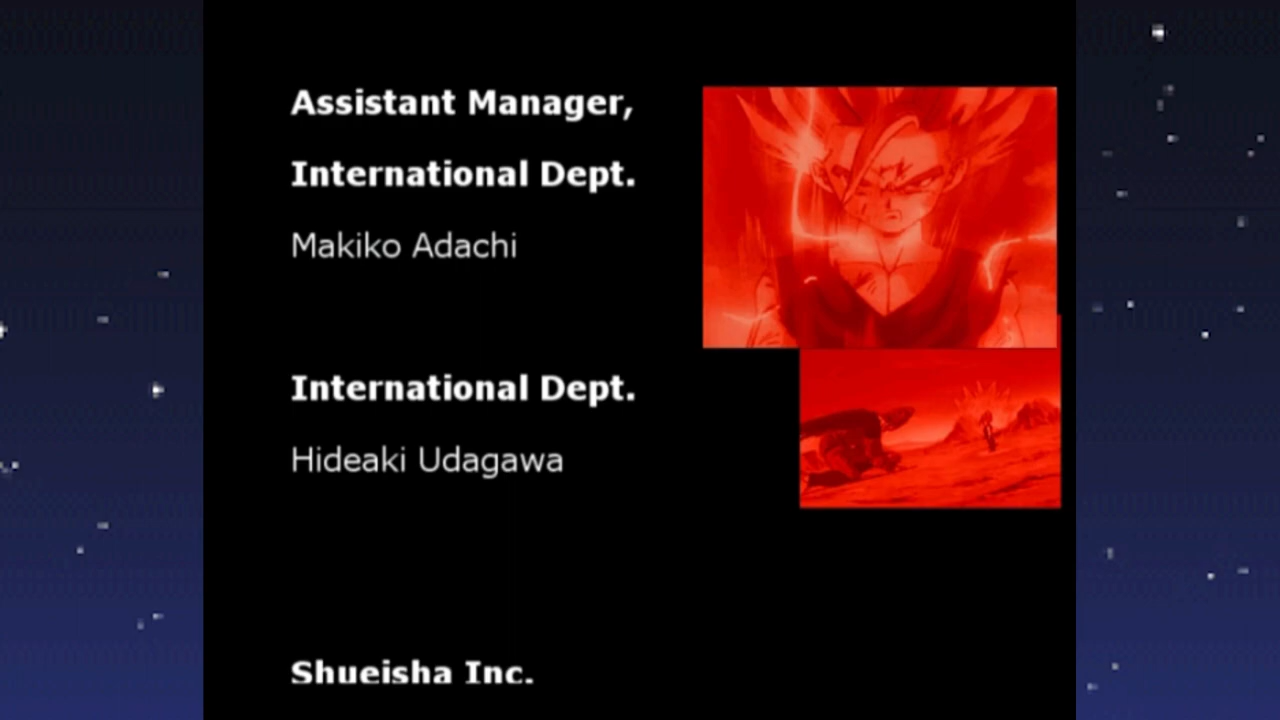 Assistant Manager,
International Dept.
Makiko Adachi
International Dept.
Hideaki Udagawa
Shueisha Inc.